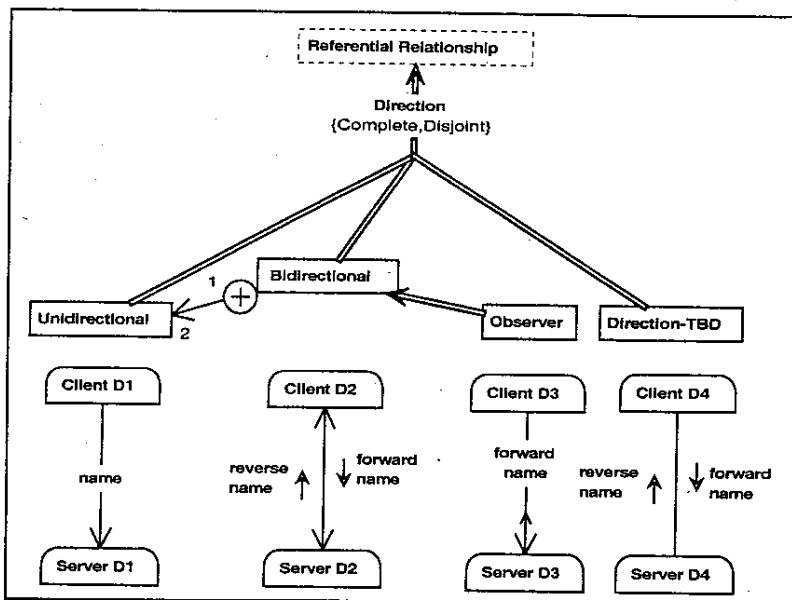 Referential Relationship
Direction
{Complete,Disjoint}
Bidirectional
1
Unidirectional
2
Observer
Direction-TBD
Client D1
Client D2
Client D3
Client D4
name
reverse
name
forward
name
forward
name
reverse
name
forward
name
Server D1
Server D2
Server D3
Server D4